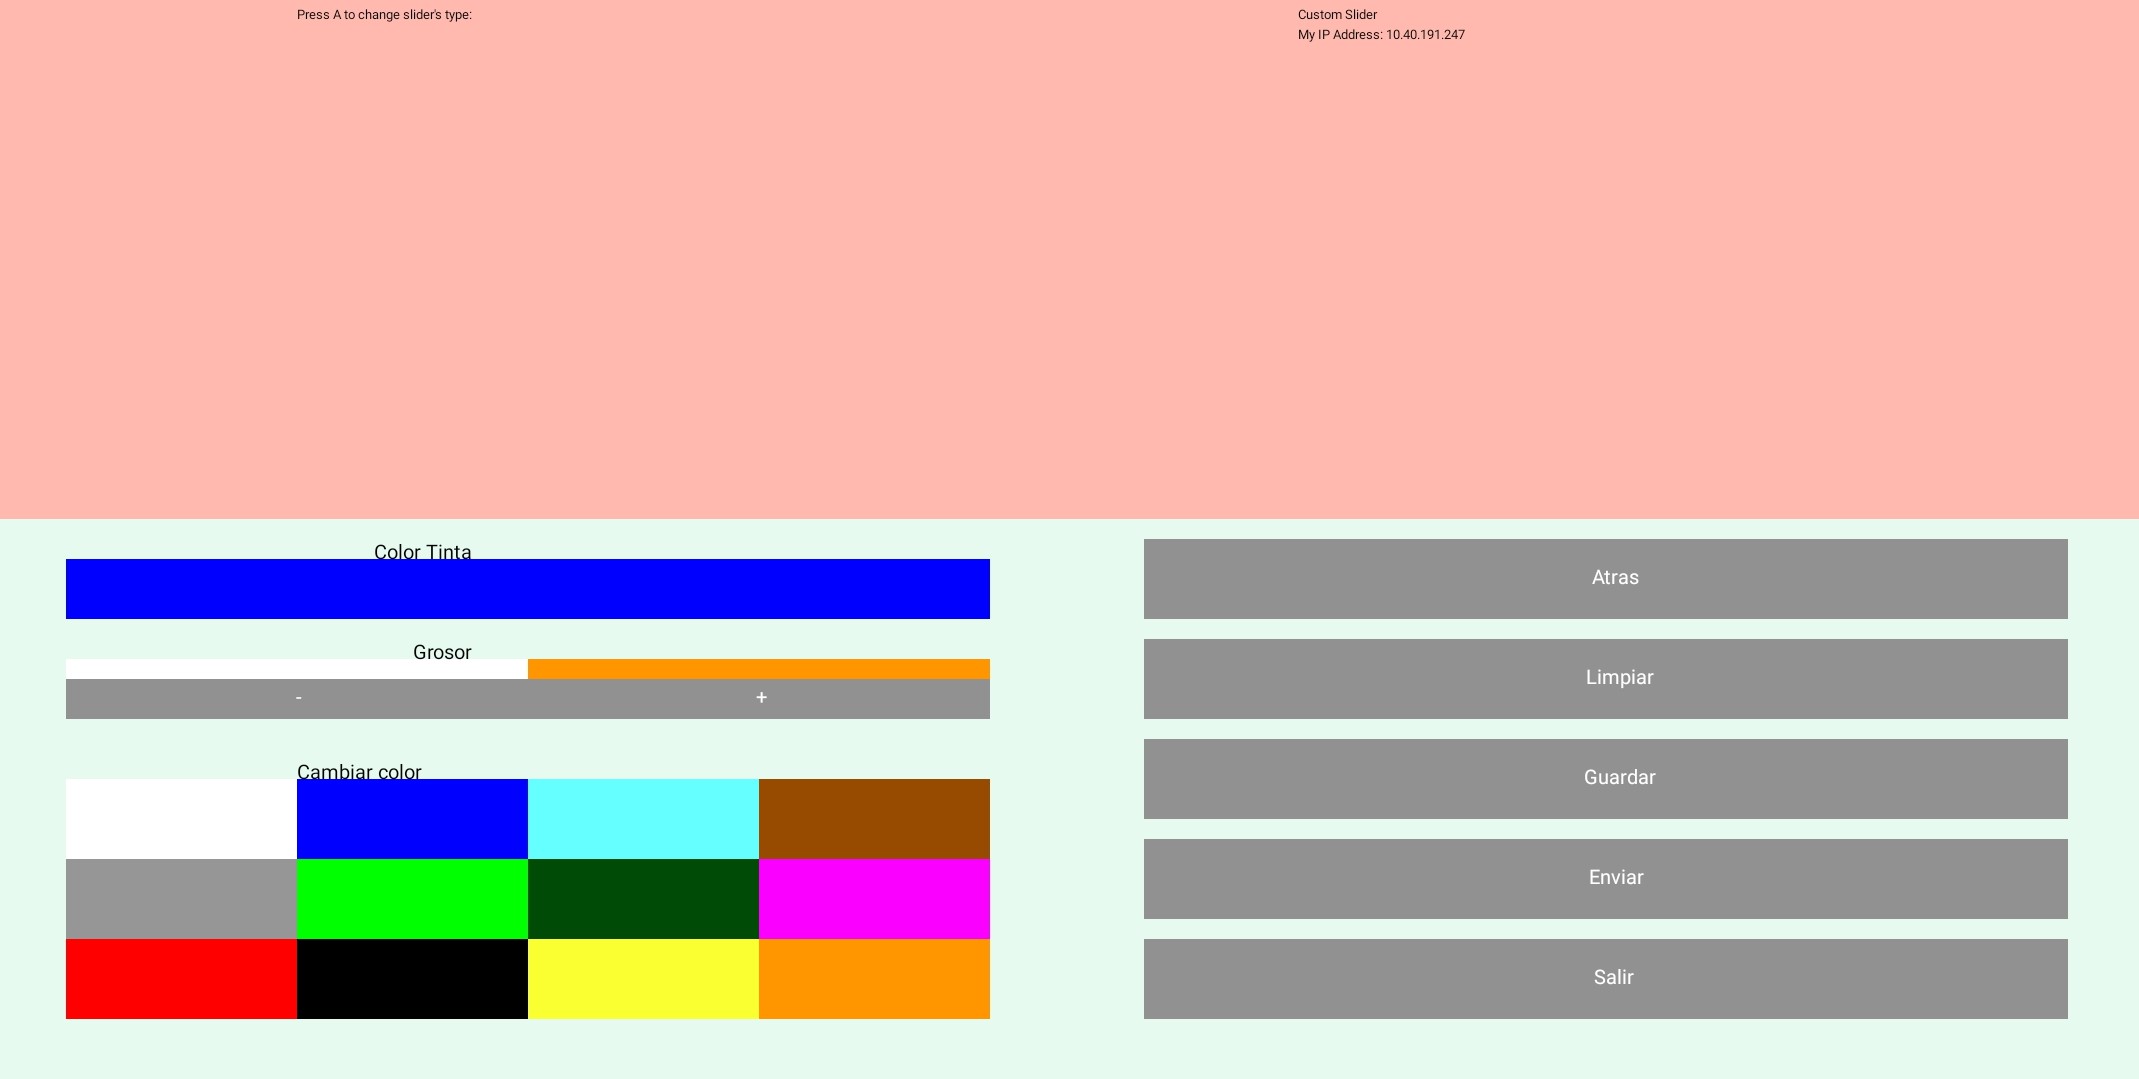 Press A to change slider's type:
Custom Slider
My IP Address: 10.40.191.247
Color Tinta
Grosor
-
+
Cambiar color
Atras
Limpiar
Guardar
Enviar
Salir